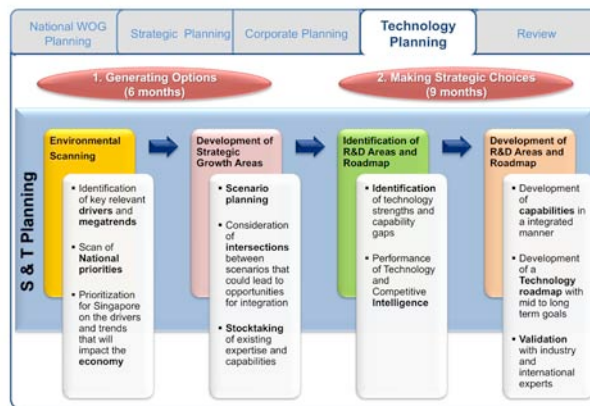 National WOG
Planning
Strategic Planning
Corporate Planning
Technology
Planning
Review
1. Generating Options
(6 months)
2. Making Strategic Choices
(9 months)
S & T Planning
Environmental
Scanning
▪ Identification
of key relevant
drivers and
megatrends
▪ Scan of
National
priorities
▪ Prioritization
for Singapore
on the drivers
and trends
that will
impact the
economy
Development of
Strategic
Growth Areas
▪ Scenario
planning
▪ Consideration
of
intersections
between
scenarios that
could lead to
opportunities
for integration
▪ Stocktaking
of existing
expertise and
capabilities
Identification of
R&D Areas and
Roadmap
▪ Identification
of technology
strengths and
capability
gaps
▪ Performance
of Technology
and
Competitive
Intelligence
Development of
R&D Areas and
Roadmap
▪ Development
of
capabilities in
a integrated
manner
▪ Development
of a
Technology
roadmap with
mid to long
term goals
▪ Validation
with industry
and
international
experts